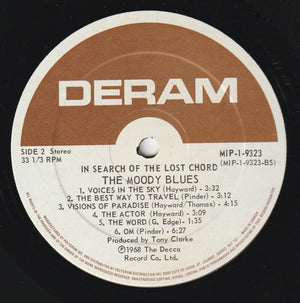 DERAM
SIDE 2 Stereo
33 1/3 RPM
MIP-1-9323
(MIP-1-9323-BS)
IN SEARCH OF THE LOST CHORD
THE MOODY BLUES
1. VOICES IN THE SKY (Hayward) - 3:32
2. THE BEST WAY TO TRAVEL (Pinder) - 3:12
3. VISIONS OF PARADISE (Hayward/Thomas) - 4:15
4. THE ACTOR (Hayward) - 3:09
5. THE WORD (G. Edge) - 1:35
6. OM (Pinder) - 6:27
Produced by Tony Clarke
℗1968 The Decca
Record Co. Ltd.